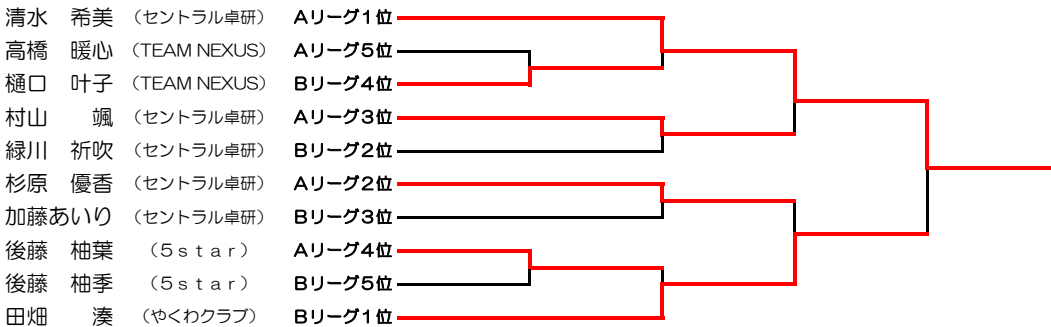 清水　希美 （セントラル卓研） Aリーグ1位
高橋　暖心 （TEAM NEXUS） Aリーグ5位
樋口　叶子 （TEAM NEXUS） Bリーグ4位
村山　　颯 （セントラル卓研） Aリーグ3位
緑川　祈吹 （セントラル卓研） Bリーグ2位
杉原　優香 （セントラル卓研） Aリーグ2位
加藤あいり （セントラル卓研） Bリーグ3位
後藤　柚葉 （5ｓｔａｒ） Aリーグ4位
後藤　柚季 （5ｓｔａｒ） Bリーグ5位
田畑　　湊 （やくわクラブ） Bリーグ1位